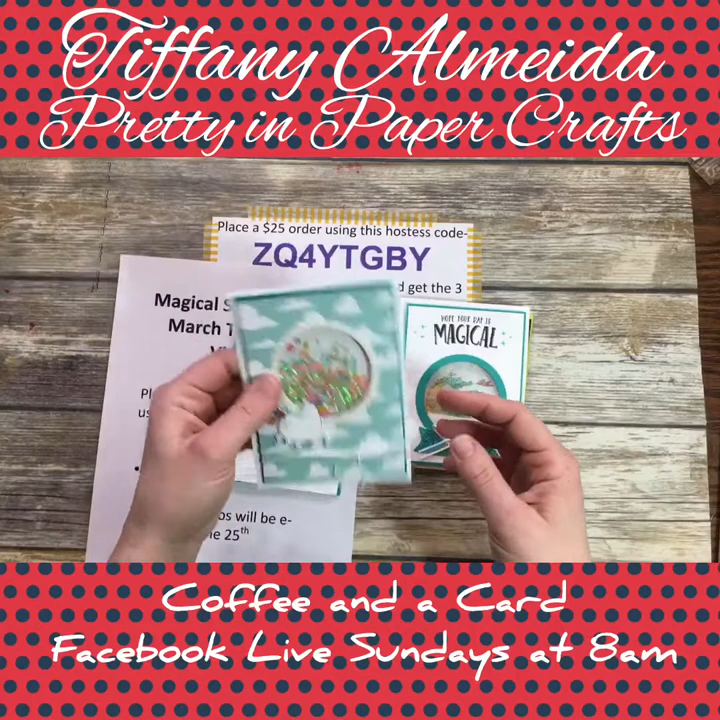 Tiffany Almeida
Pretty in Paper Crafts
Place a $25 order using this hostess code-
ZQ4YTGBY
get the 3
Magical
March
HOPE YOUR DAY IS
MAGICAL
will be e-
25th
Coffee and a Card
Facebook Live Sundays at 8am